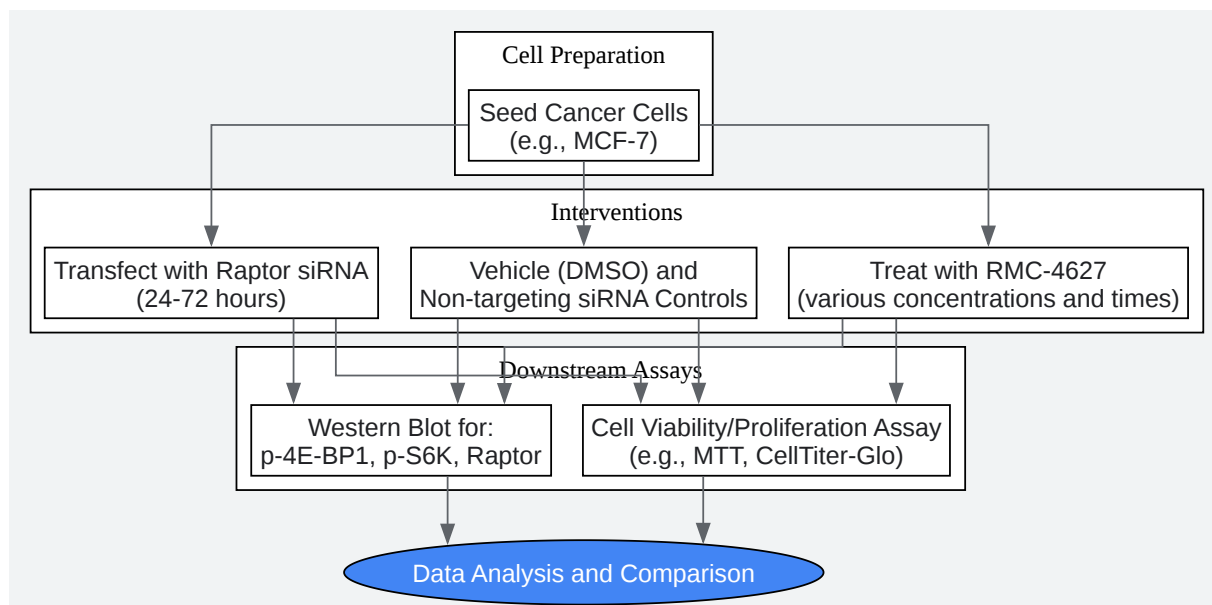 Cell Preparation
Seed Cancer Cells
(e.g., MCF-7)
Interventions
Transfect with Raptor siRNA
(24-72 hours)
Vehicle (DMSO) and
Non-targeting siRNA Controls
Treat with RMC-4627
(various concentrations and times)
Downstream Assays
Western Blot for:
p-4E-BP1, p-S6K, Raptor
Cell Viability/Proliferation Assay
(e.g., MTT, CellTiter-Glo)
Data Analysis and Comparison